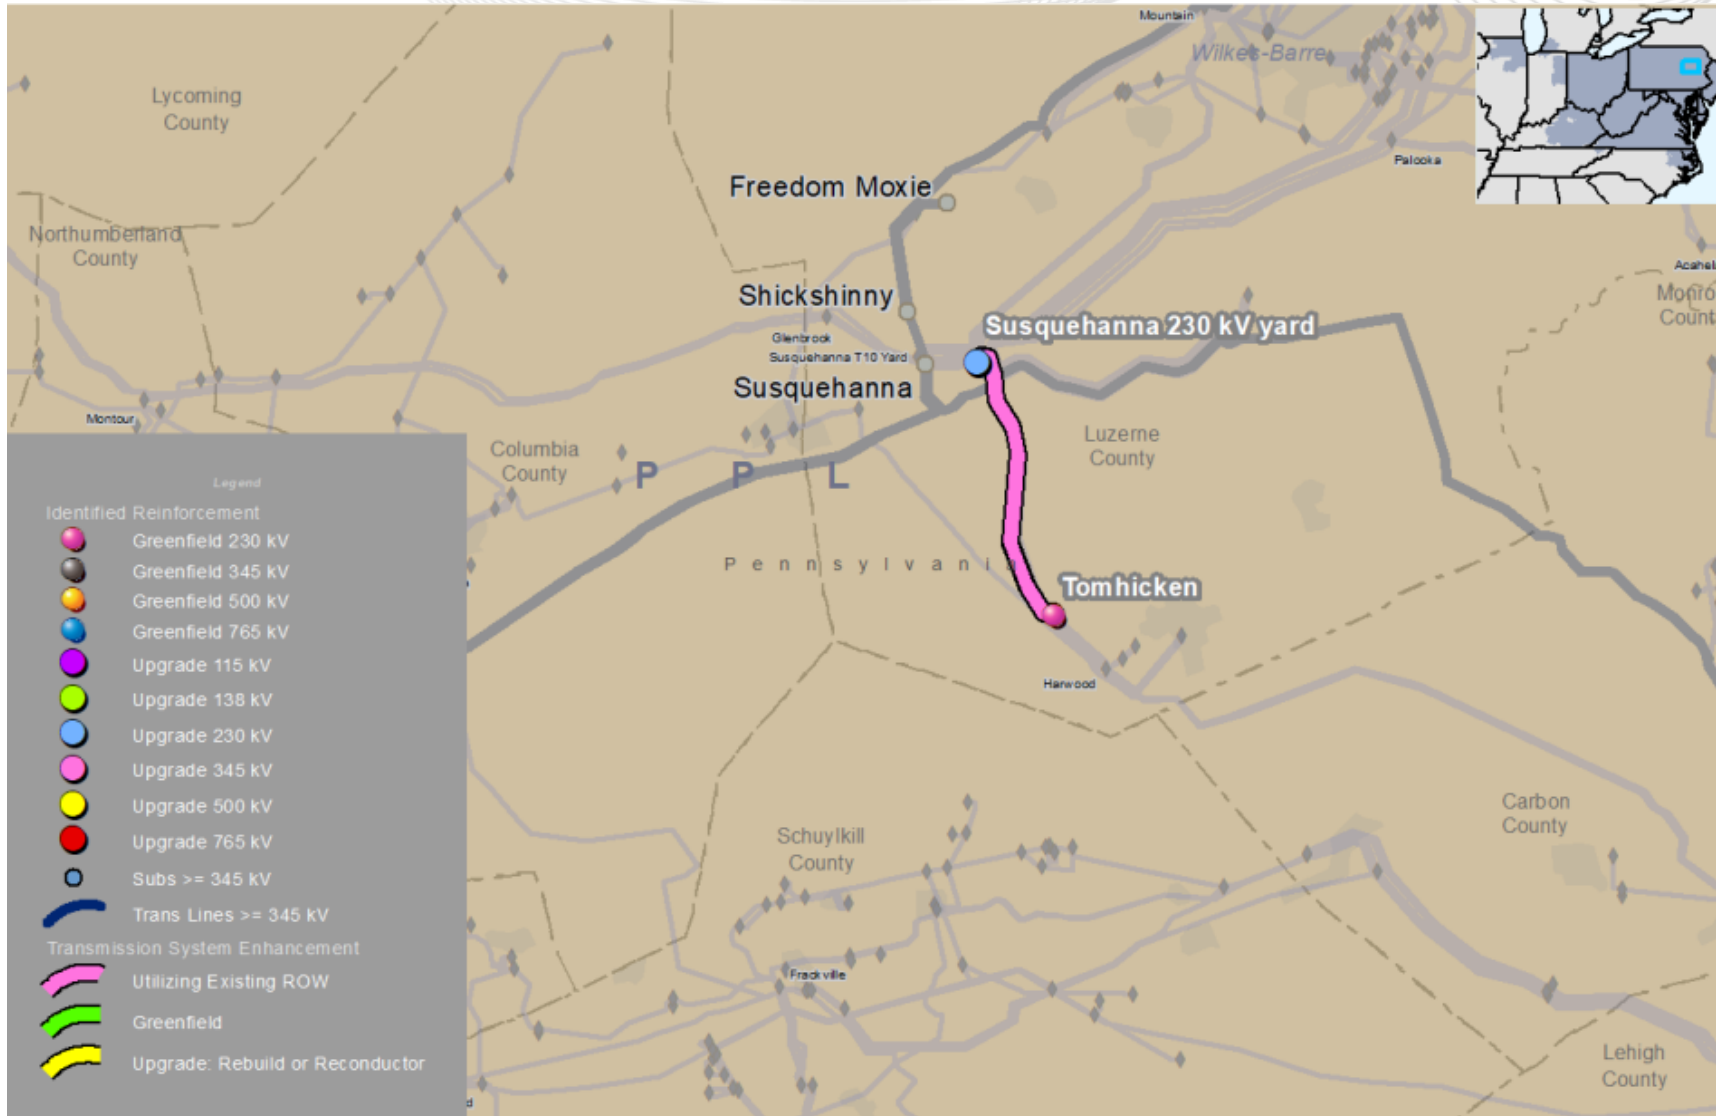 Mountain
Wilkes-Barre
Lycoming
County
Palooka
Freedom Moxie
Northumberland
County
Shickshinny
Monro
Count
Susquehanna 230 kV yard
Glenbrook
Susquehanna T10 Yard
Susquehanna
Montour
Luzerne
County
Columbia
County
P P L
Pennsylvania
Tomhicken
Harwood
Carbon
County
Schuylkill
County
Frackville
Lehigh
County
d
Legend
Identified Reinforcement
Greenfield 230 kV
Greenfield 345 kV
Greenfield 500 kV
Greenfield 765 kV
Upgrade 115 kV
Upgrade 138 kV
Upgrade 230 kV
Upgrade 345 kV
Upgrade 500 kV
Upgrade 765 kV
Subs >= 345 kV
Trans Lines >= 345 kV
Transmission System Enhancement
Utilizing Existing ROW
Greenfield
Upgrade: Rebuild or Reconductor